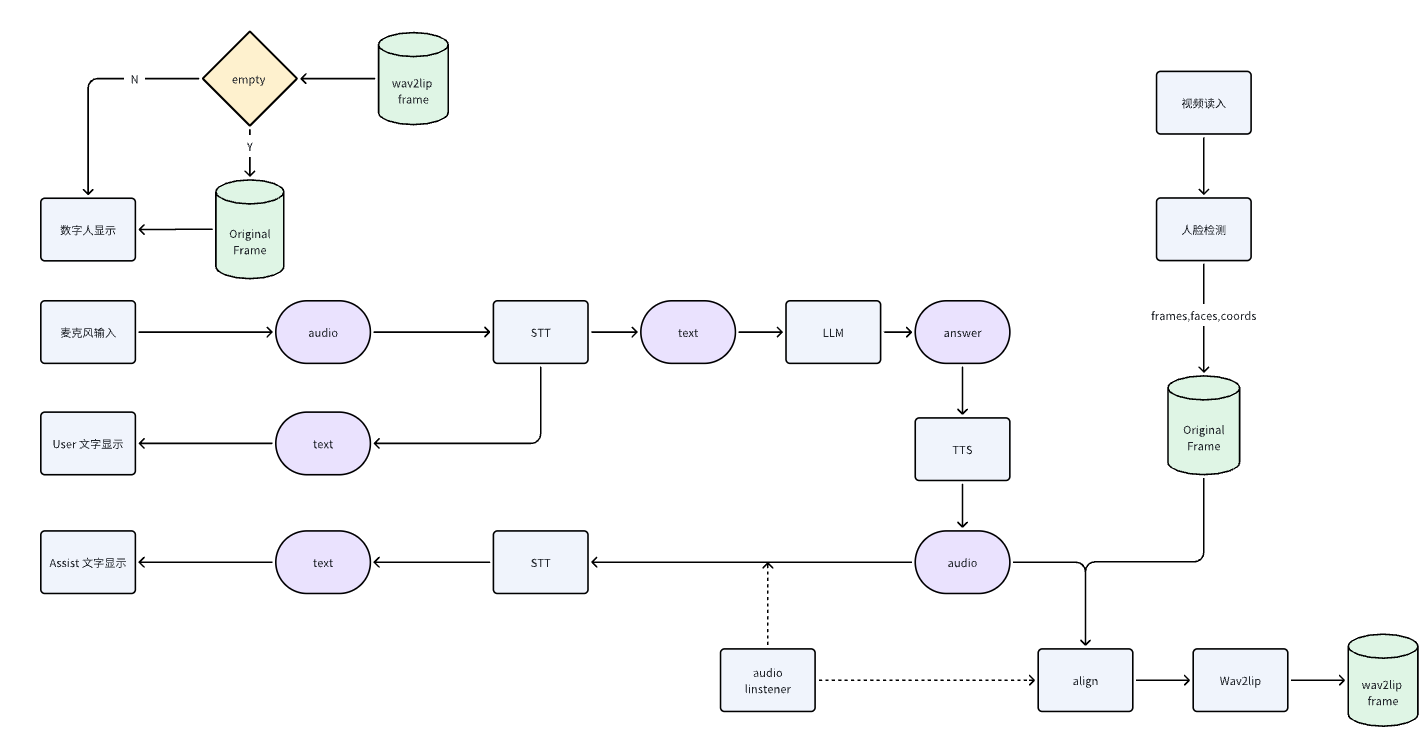 N
empty
wav2lip
frame
视频读入
Y
数字人显示
Original
Frame
人脸检测
frames,faces,coords
麦克风输入
audio
STT
text
LLM
answer
User 文字显示
text
TTS
Original
Frame
Assist 文字显示
text
STT
audio
audio
linstener
align
Wav2lip
wav2lip
frame